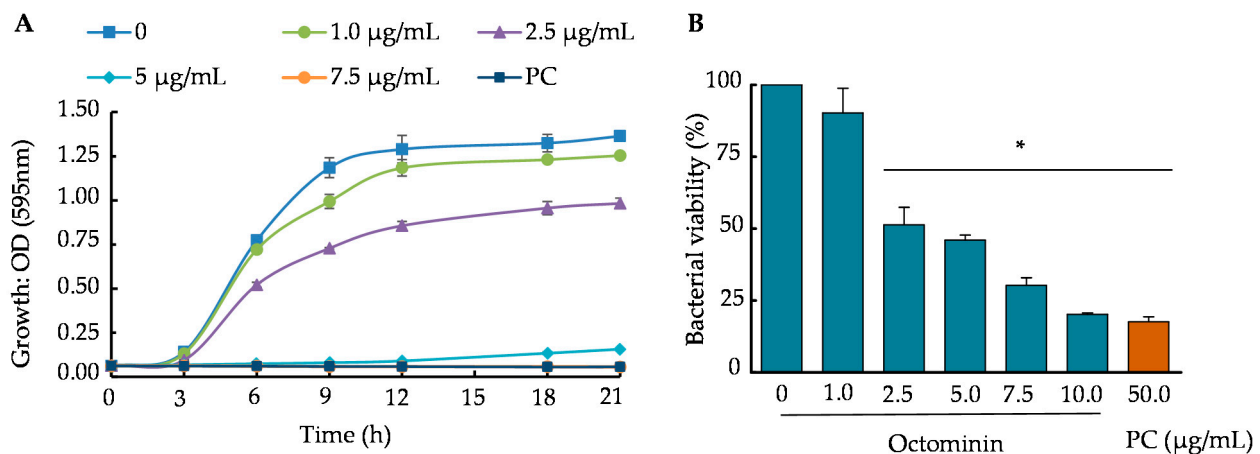 A
0
1.0 µg/mL
2.5 µg/mL
5 µg/mL
7.5 µg/mL
PC
Growth: OD (595nm)
1.50
1.25
1.00
0.75
0.50
0.25
0.00
0 3 6 9 12 15 18 21
Time (h)
B
Bacterial viability (%)
100
75
50
25
0
*
0 1.0 2.5 5.0 7.5 10.0 50.0
Octominin PC (µg/mL)